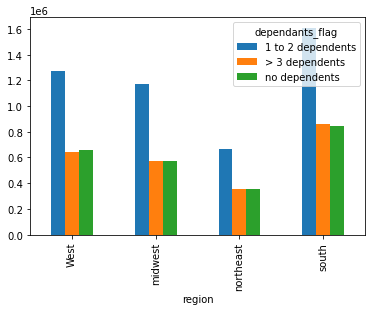 1e6
dependants_flag
1 to 2 dependents
> 3 dependents
no dependents
1.6
1.4
1.2
1.0
0.8
0.6
0.4
0.2
0.0
West
midwest
northeast
south
region